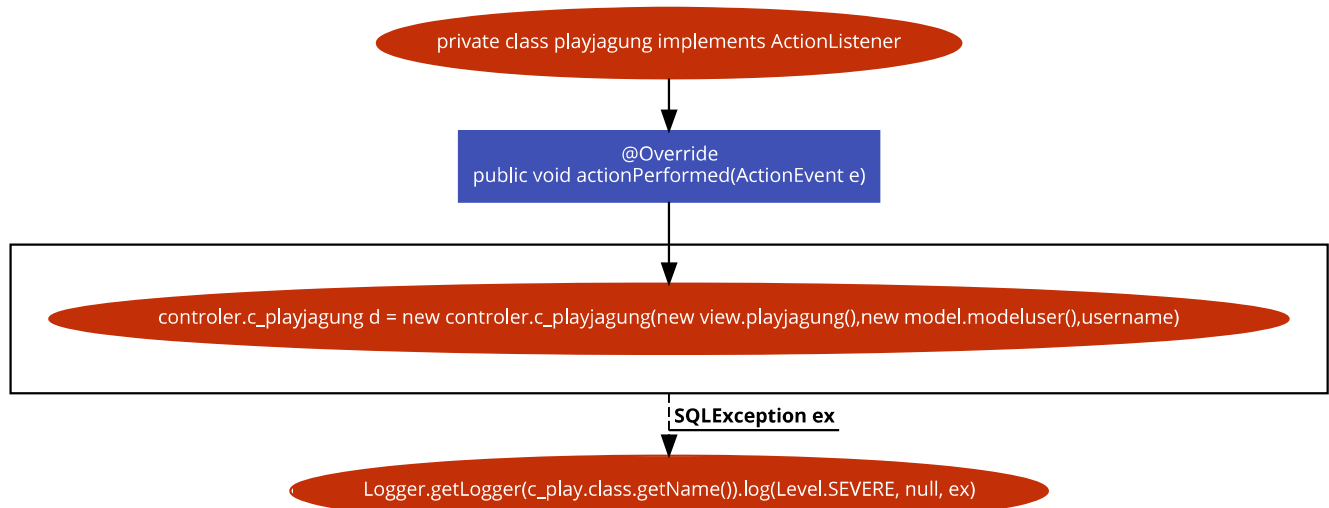 private class playjagung implements ActionListener
@Override
public void actionPerformed(ActionEvent e)
controler.c_playjagung d = new controler.c_playjagung(new view.playjagung(),new model.modeluser(),username)
SQLException ex
Logger.getLogger(c_play.class.getName()).log(Level.SEVERE, null, ex)